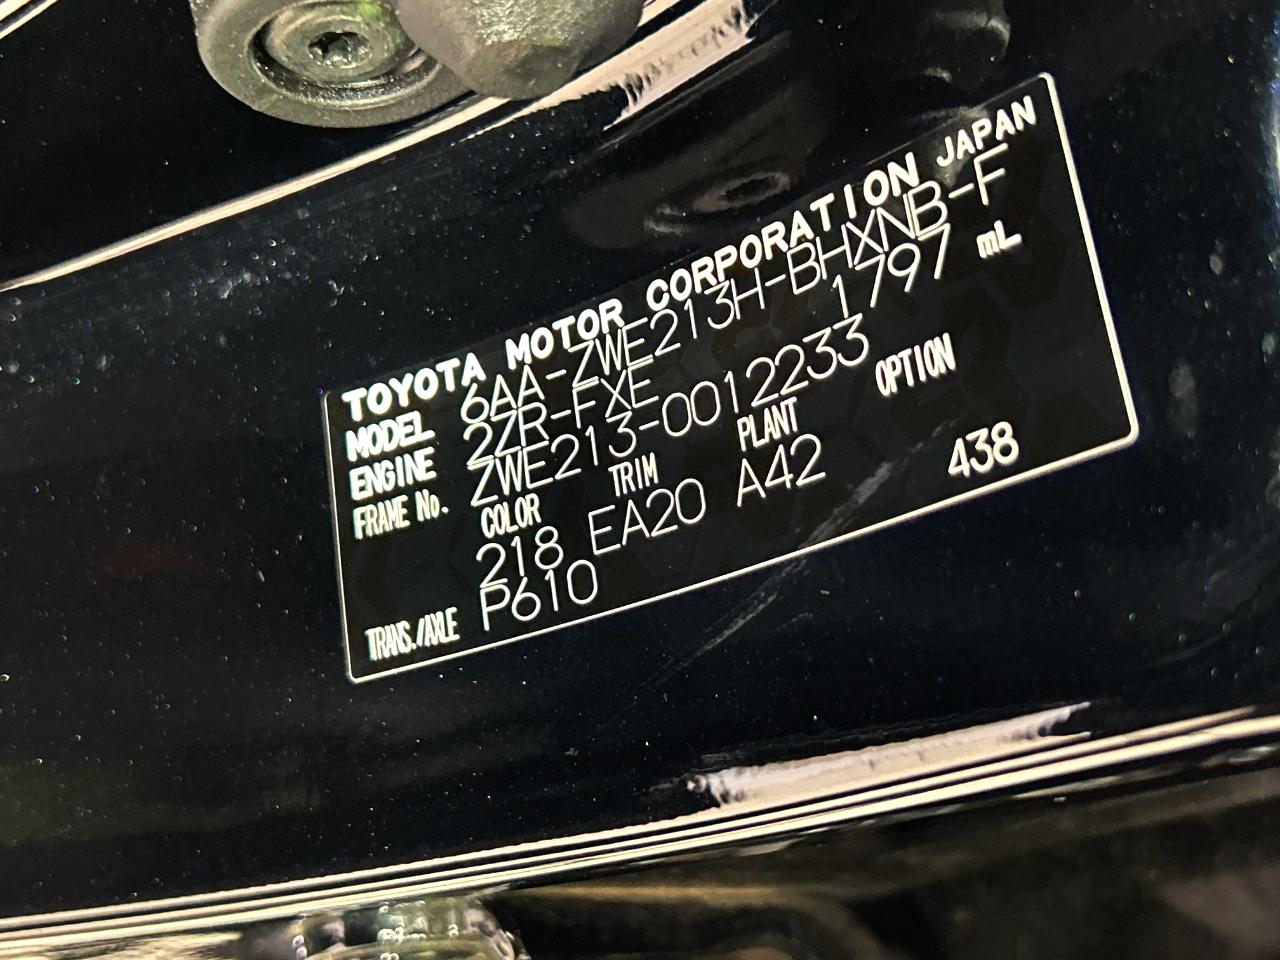 TOYOTA MOTOR CORPORATION JAPAN
MODEL 6AA-ZWE213H-BHXNB-F
ENGINE 2ZR-FXE 1797 mL
FRAME No. ZWE213-0012233
COLOR TRIM PLANT OPTION
218 EA20 A42 438
TRANS./AXLE P610